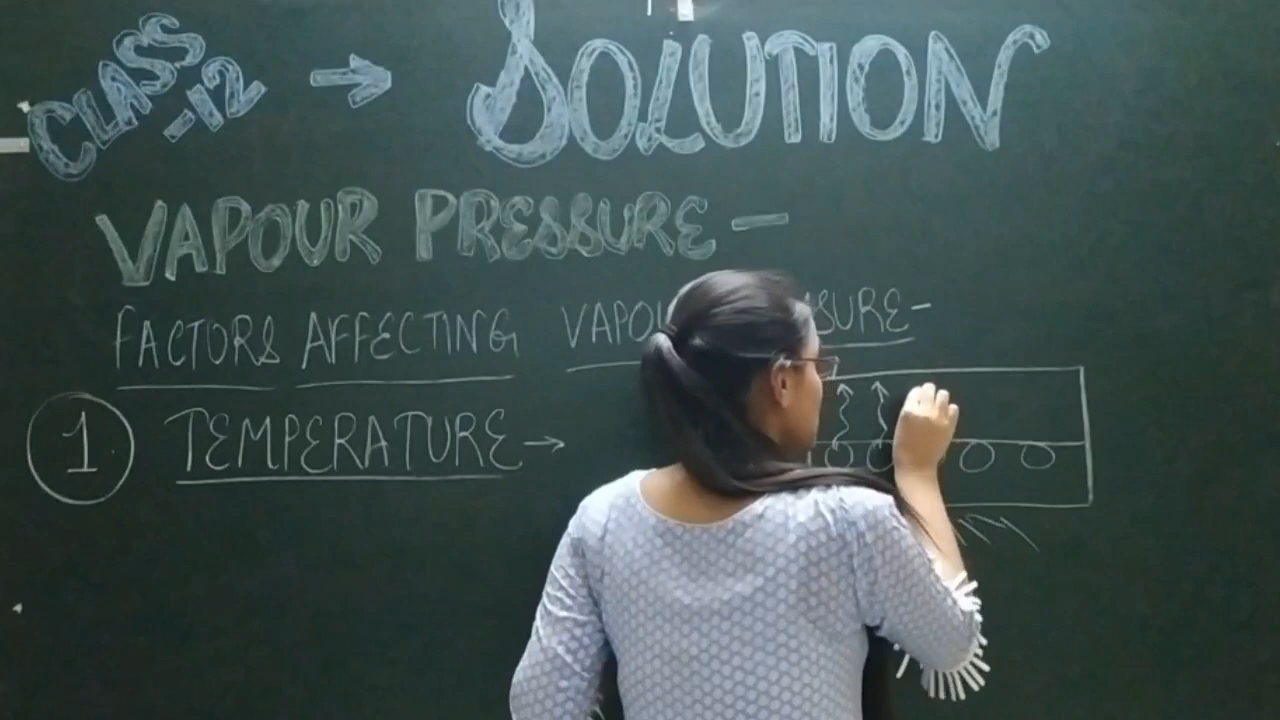 CLASS-12 → SOLUTION
VAPOUR PRESSURE -
FACTORS AFFECTING
1 TEMPERATURE →